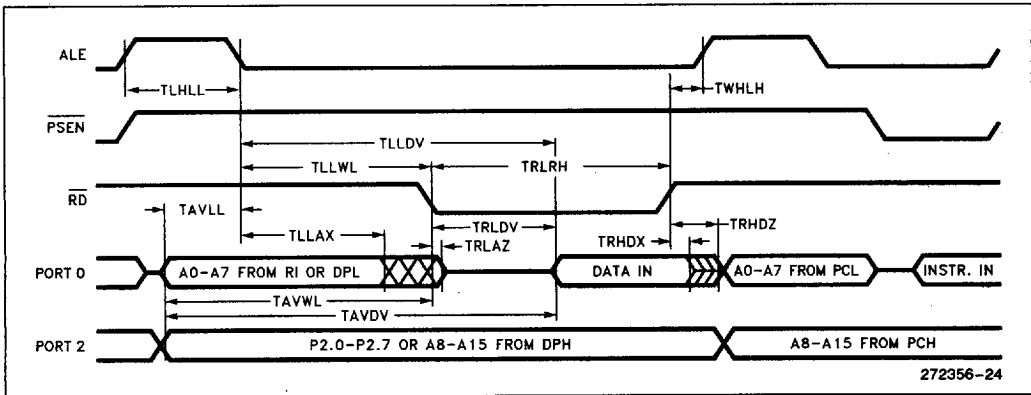 ALE
TLHLL
TWHLH
PSEN
TLLDV
TLLWL
TRLRH
RD
TAVLL
TRLDV
TRHDZ
TLLAX
TRLAZ
TRHDX
PORT 0
A0-A7 FROM RI OR DPL
DATA IN
A0-A7 FROM PCL
INSTR. IN
TAVWL
TAVDV
PORT 2
P2.0-P2.7 OR A8-A15 FROM DPH
A8-A15 FROM PCH
272356-24